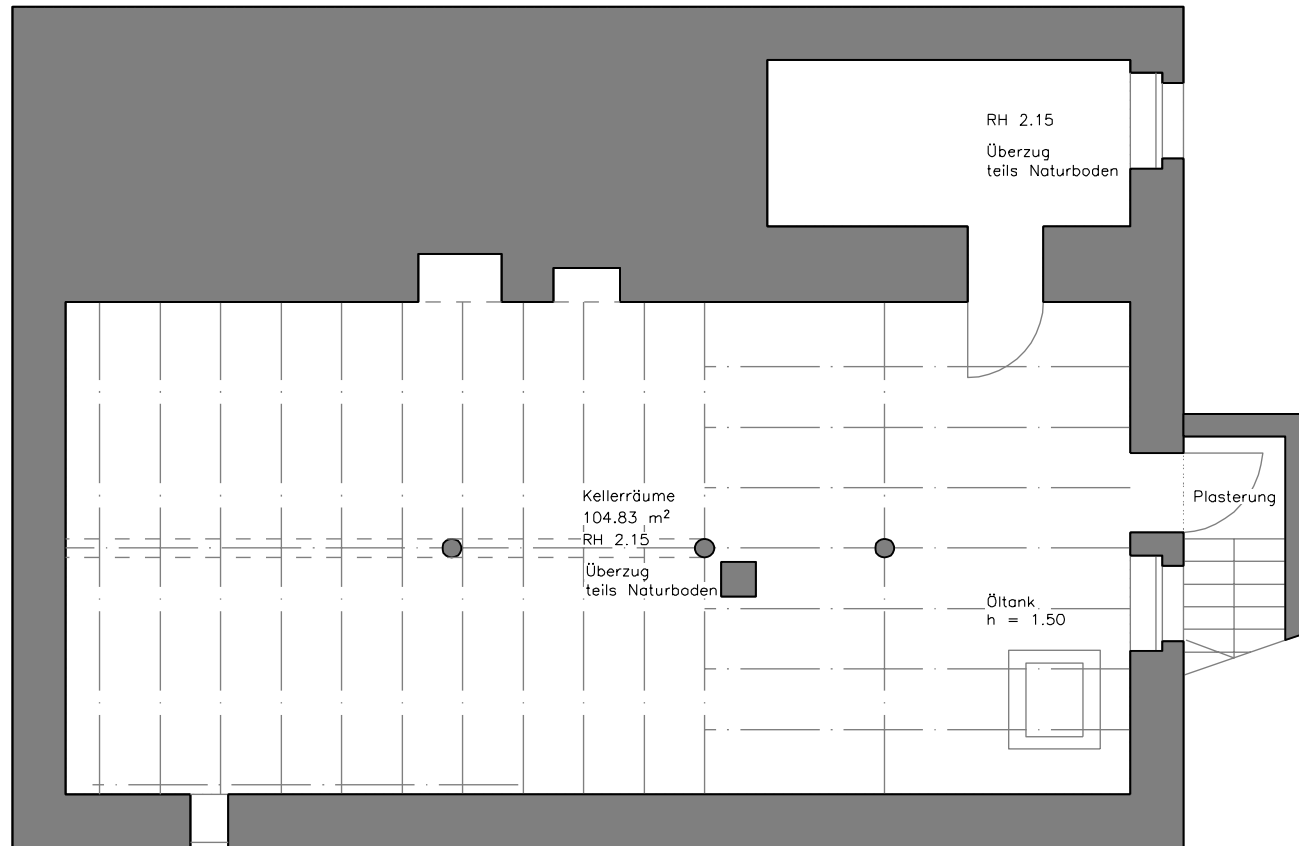 RH 2.15
Überzug
teils Naturboden
Kellerräume
104.83 m²
RH 2.15
Überzug
teils Naturboden
Plasterung
Öltank
h = 1.50